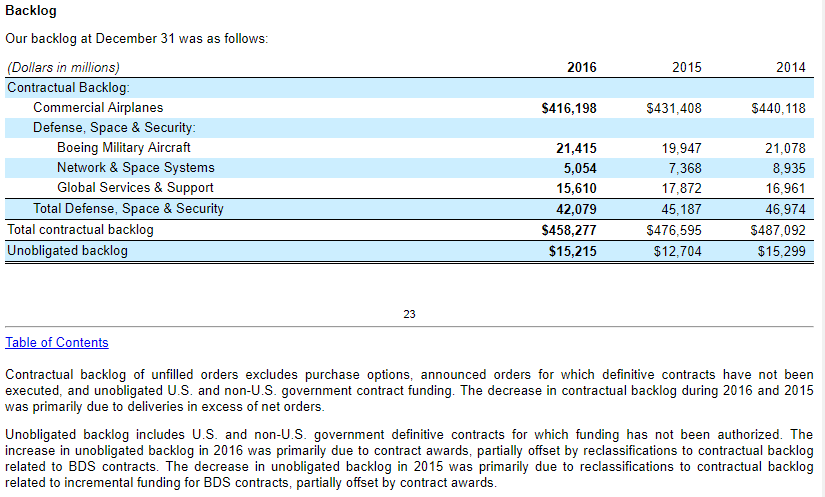 Backlog
Our backlog at December 31 was as follows:
(Dollars in millions) 2016 2015 2014
Contractual Backlog:
Commercial Airplanes $416,198 $431,408 $440,118
Defense, Space & Security:
Boeing Military Aircraft 21,415 19,947 21,078
Network & Space Systems 5,054 7,368 8,935
Global Services & Support 15,610 17,872 16,961
Total Defense, Space & Security 42,079 45,187 46,974
Total contractual backlog $458,277 $476,595 $487,092
Unobligated backlog $15,215 $12,704 $15,299
23
Table of Contents
Contractual backlog of unfilled orders excludes purchase options, announced orders for which definitive contracts have not been
executed, and unobligated U.S. and non-U.S. government contract funding. The decrease in contractual backlog during 2016 and 2015
was primarily due to deliveries in excess of net orders.
Unobligated backlog includes U.S. and non-U.S. government definitive contracts for which funding has not been authorized. The
increase in unobligated backlog in 2016 was primarily due to contract awards, partially offset by reclassifications to contractual backlog
related to BDS contracts. The decrease in unobligated backlog in 2015 was primarily due to reclassifications to contractual backlog
related to incremental funding for BDS contracts, partially offset by contract awards.